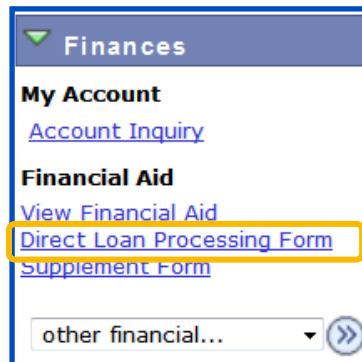 Finances
My Account
Account Inquiry
Financial Aid
View Financial Aid
Direct Loan Processing Form
Supplement Form
other financial...